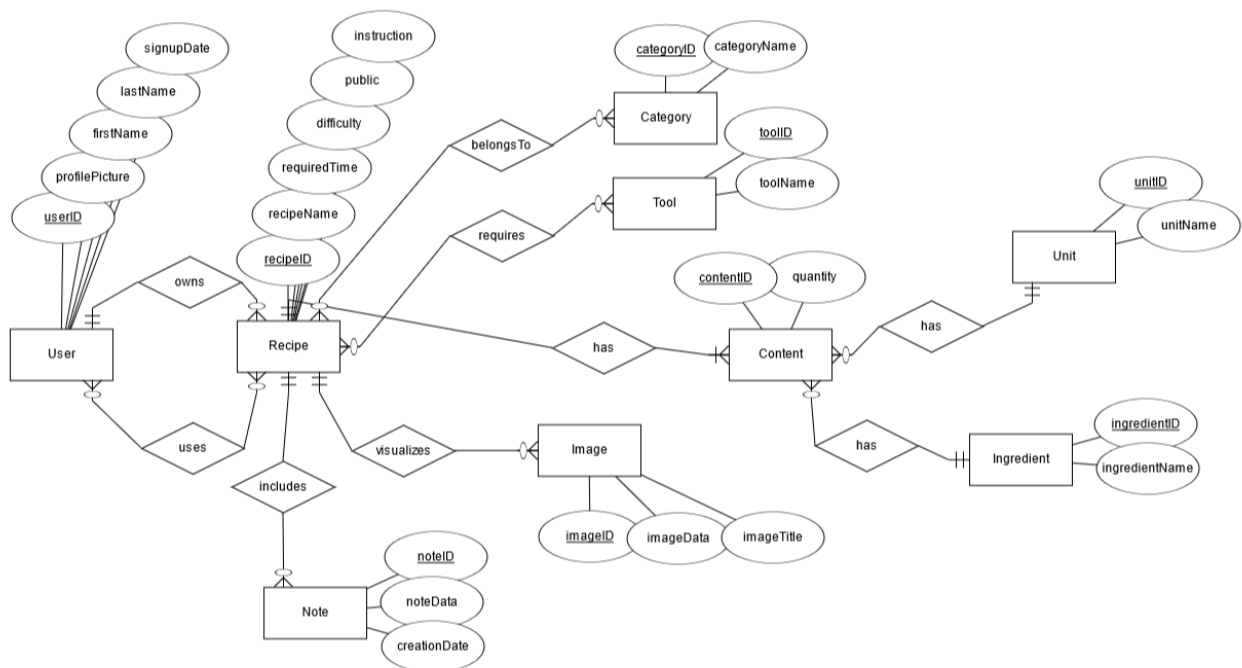 signupDate
lastName
firstName
profilePicture
userID
instruction
public
difficulty
requiredTime
recipeName
recipeID
categoryID
categoryName
Category
belongsTo
toolID
toolName
Tool
requires
unitID
unitName
Unit
contentID
quantity
owns
User
Recipe
has
Content
has
uses
visualizes
Image
has
Ingredient
ingredientID
ingredientName
includes
imageID
imageData
imageTitle
noteID
noteData
creationDate
Note